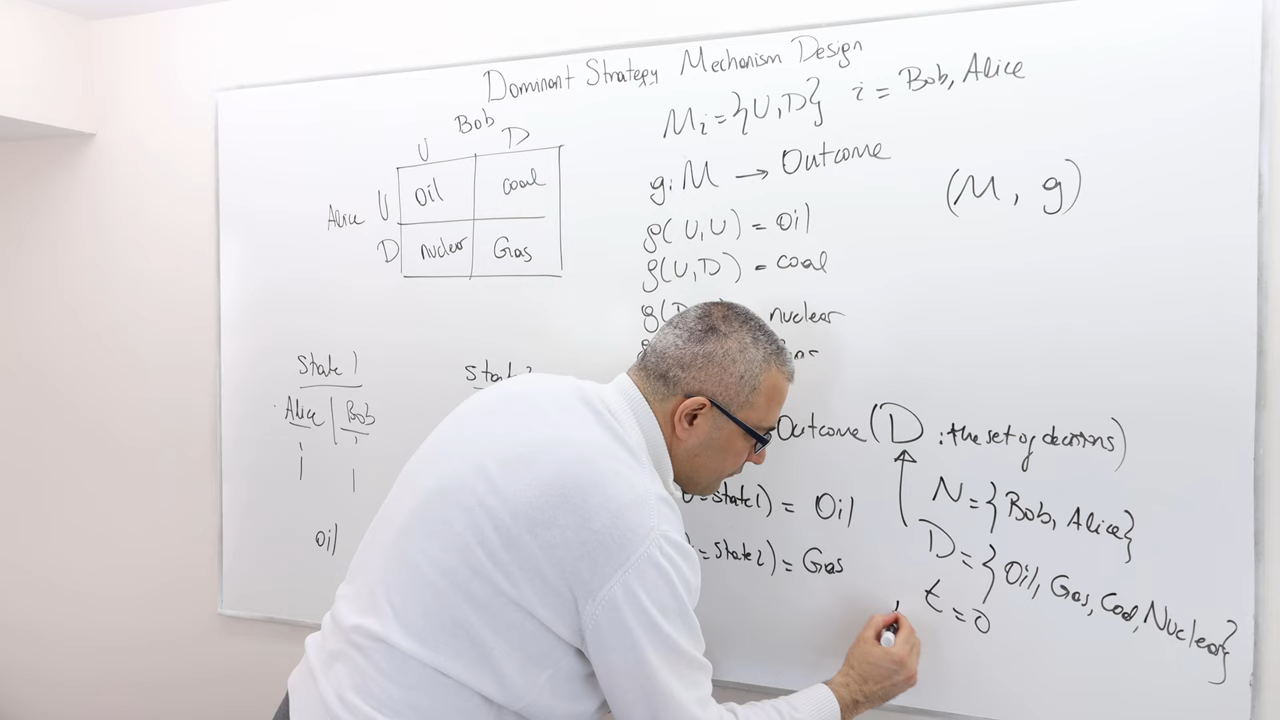 Dominant Strategy Mechanism Design
Bob
U D
Alice U Oil Coal
D nuclear Gas
Mi = {U, D} i = Bob, Alice
g: M → Outcome
(M, g)
g(U, U) = Oil
g(U, D) = coal
g(D nuclear
State 1
Alice | Bob
oil
Outcome (D : the set of decisions)
= state 1) = Oil
= state 2) = Gas
N = {Bob, Alice}
D = {Oil, Gas, Coal, Nuclear}
t = 0